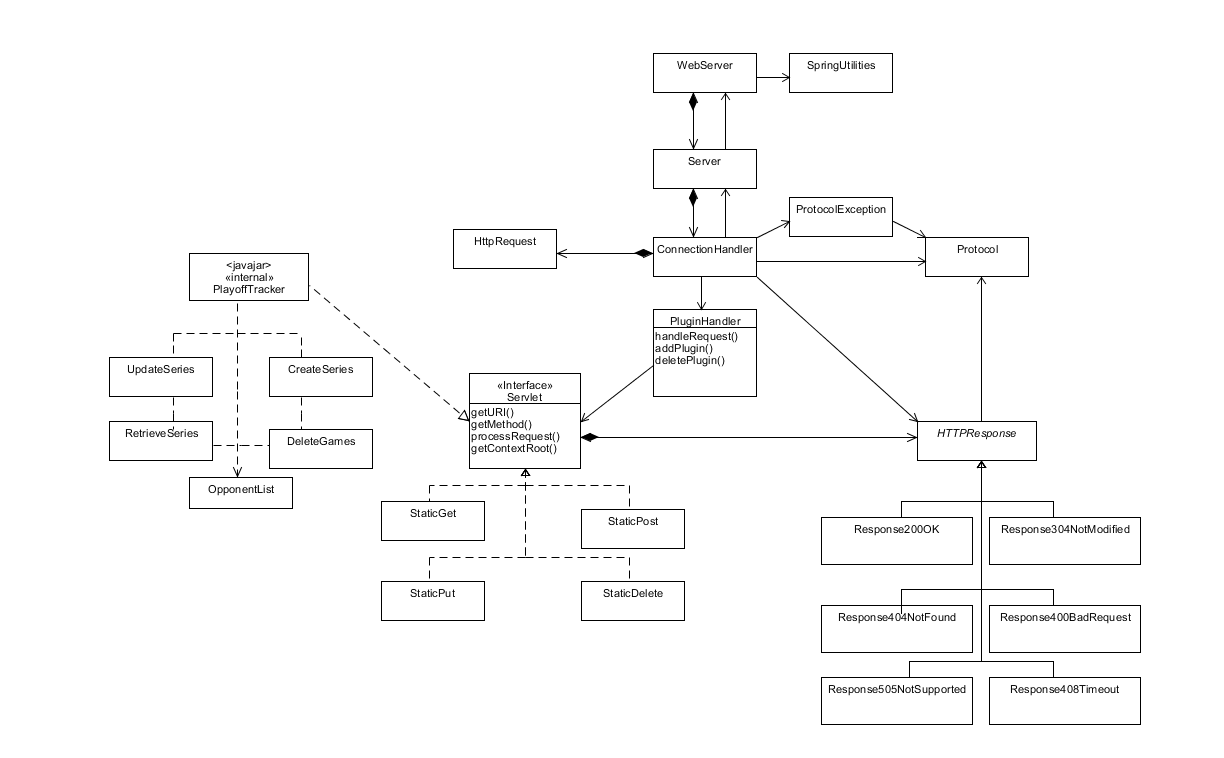 WebServer
SpringUtilities
Server
ProtocolException
HttpRequest
ConnectionHandler
Protocol
<javajar>
«internal»
PlayoffTracker
PluginHandler
handleRequest()
addPlugin()
deletePlugin()
UpdateSeries
CreateSeries
«Interface»
Servlet
getURI()
getMethod()
processRequest()
getContextRoot()
RetrieveSeries
DeleteGames
HTTPResponse
OpponentList
StaticGet
StaticPost
Response200OK
Response304NotModified
StaticPut
StaticDelete
Response404NotFound
Response400BadRequest
Response505NotSupported
Response408Timeout